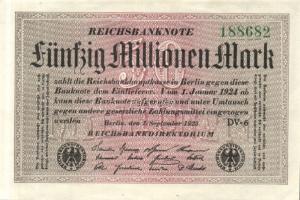 REICHSBANKNOTE
188682
Fünfzig Millionen Mark
zahlt die Reichsbankhauptkasse in Berlin gegen diese
Banknote dem Einlieferer. Vom 1. Januar 1924 ab
kann diese Banknote aufgerufen und unter Umtausch
gegen andere gesetzliche Zahlungsmittel eingezogen
werden
DV-6
Berlin, den 1. September 1923
REICHSBANKDIREKTORIUM